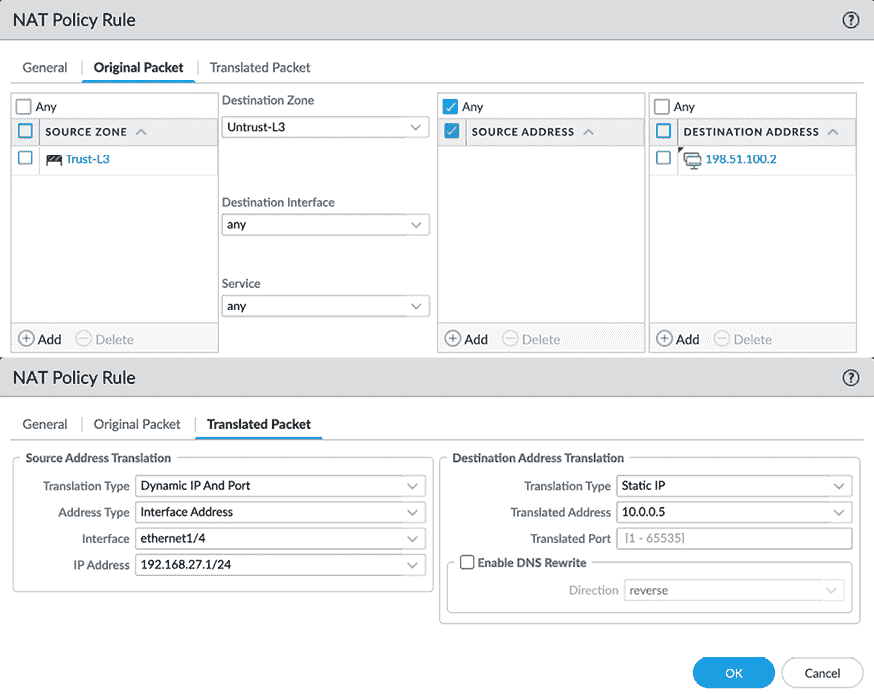 NAT Policy Rule
General
Original Packet
Translated Packet
Any
SOURCE ZONE
Trust-L3
Add Delete
Destination Zone
Untrust-L3
Destination Interface
any
Service
any
Any
SOURCE ADDRESS
Add Delete
Any
DESTINATION ADDRESS
198.51.100.2
Add Delete
NAT Policy Rule
General
Original Packet
Translated Packet
Source Address Translation
Translation Type Dynamic IP And Port
Address Type Interface Address
Interface ethernet1/4
IP Address 192.168.27.1/24
Destination Address Translation
Translation Type Static IP
Translated Address 10.0.0.5
Translated Port [1 - 65535]
Enable DNS Rewrite
Direction reverse
OK
Cancel